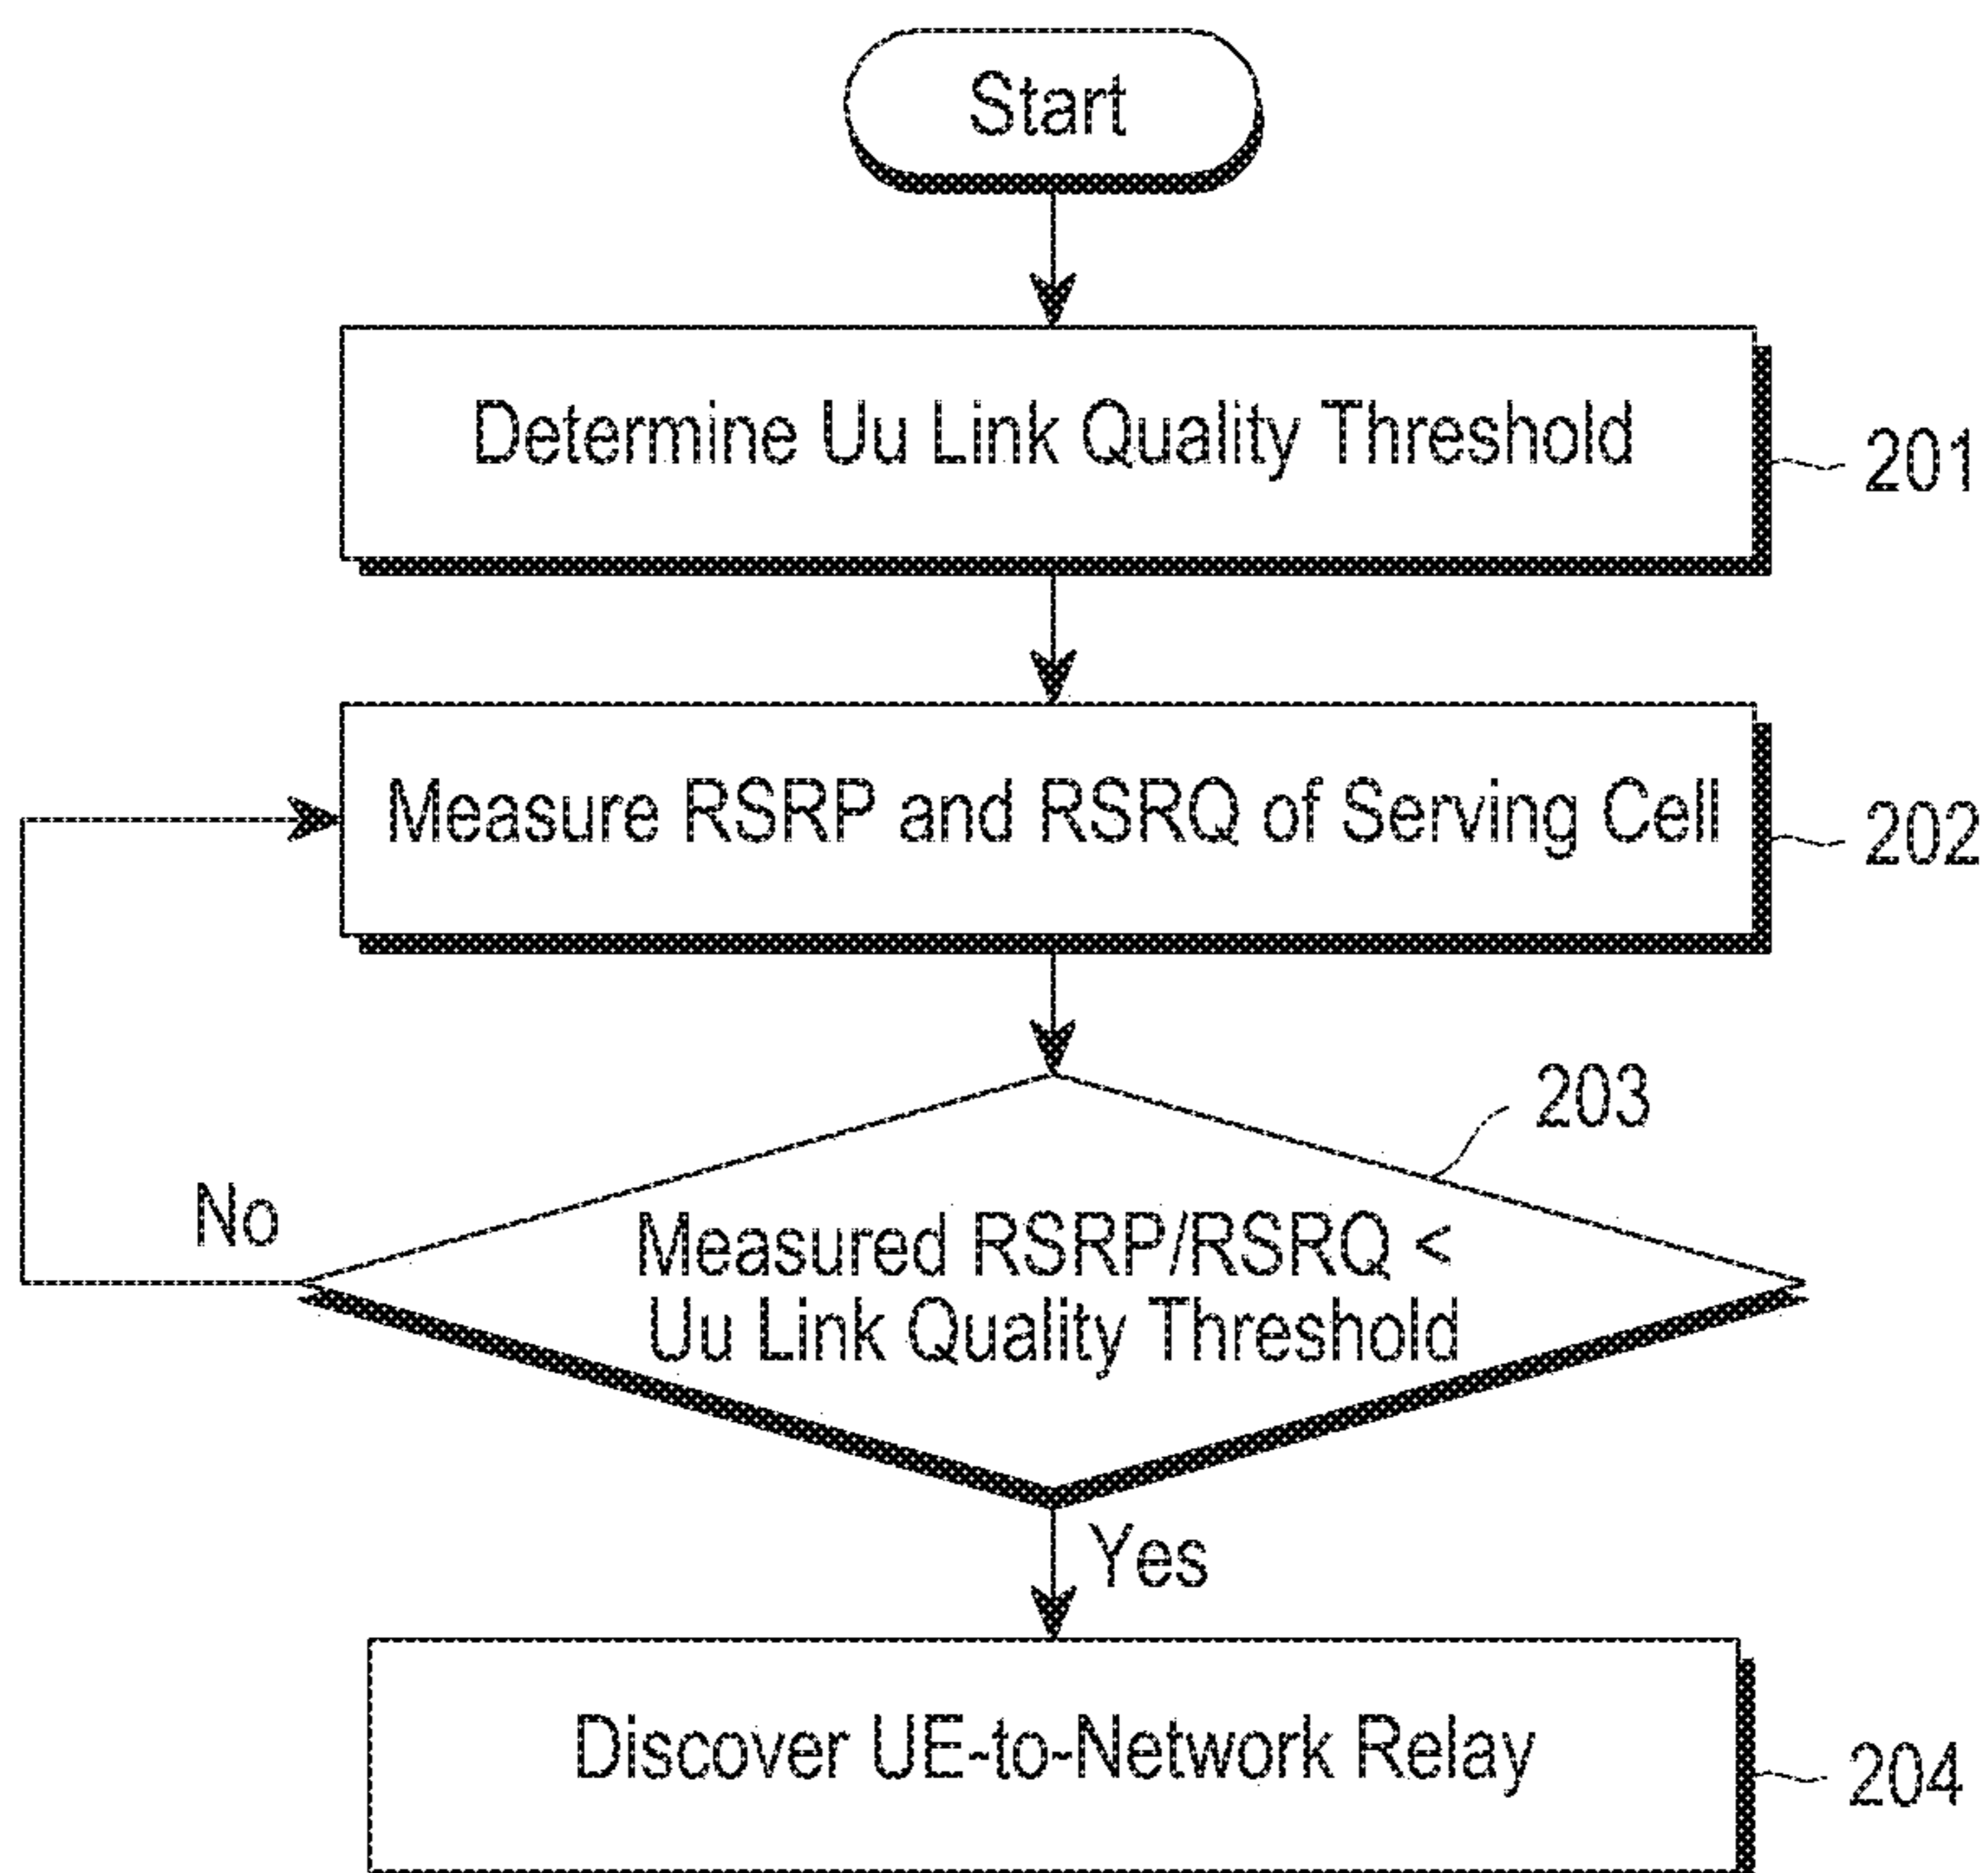 Start
Determine Uu Link Quality Threshold
201
Measure RSRP and RSRQ of Serving Cell
202
203
Measured RSRP/RSRQ <
Uu Link Quality Threshold
No
Yes
Discover UE-to-Network Relay
204